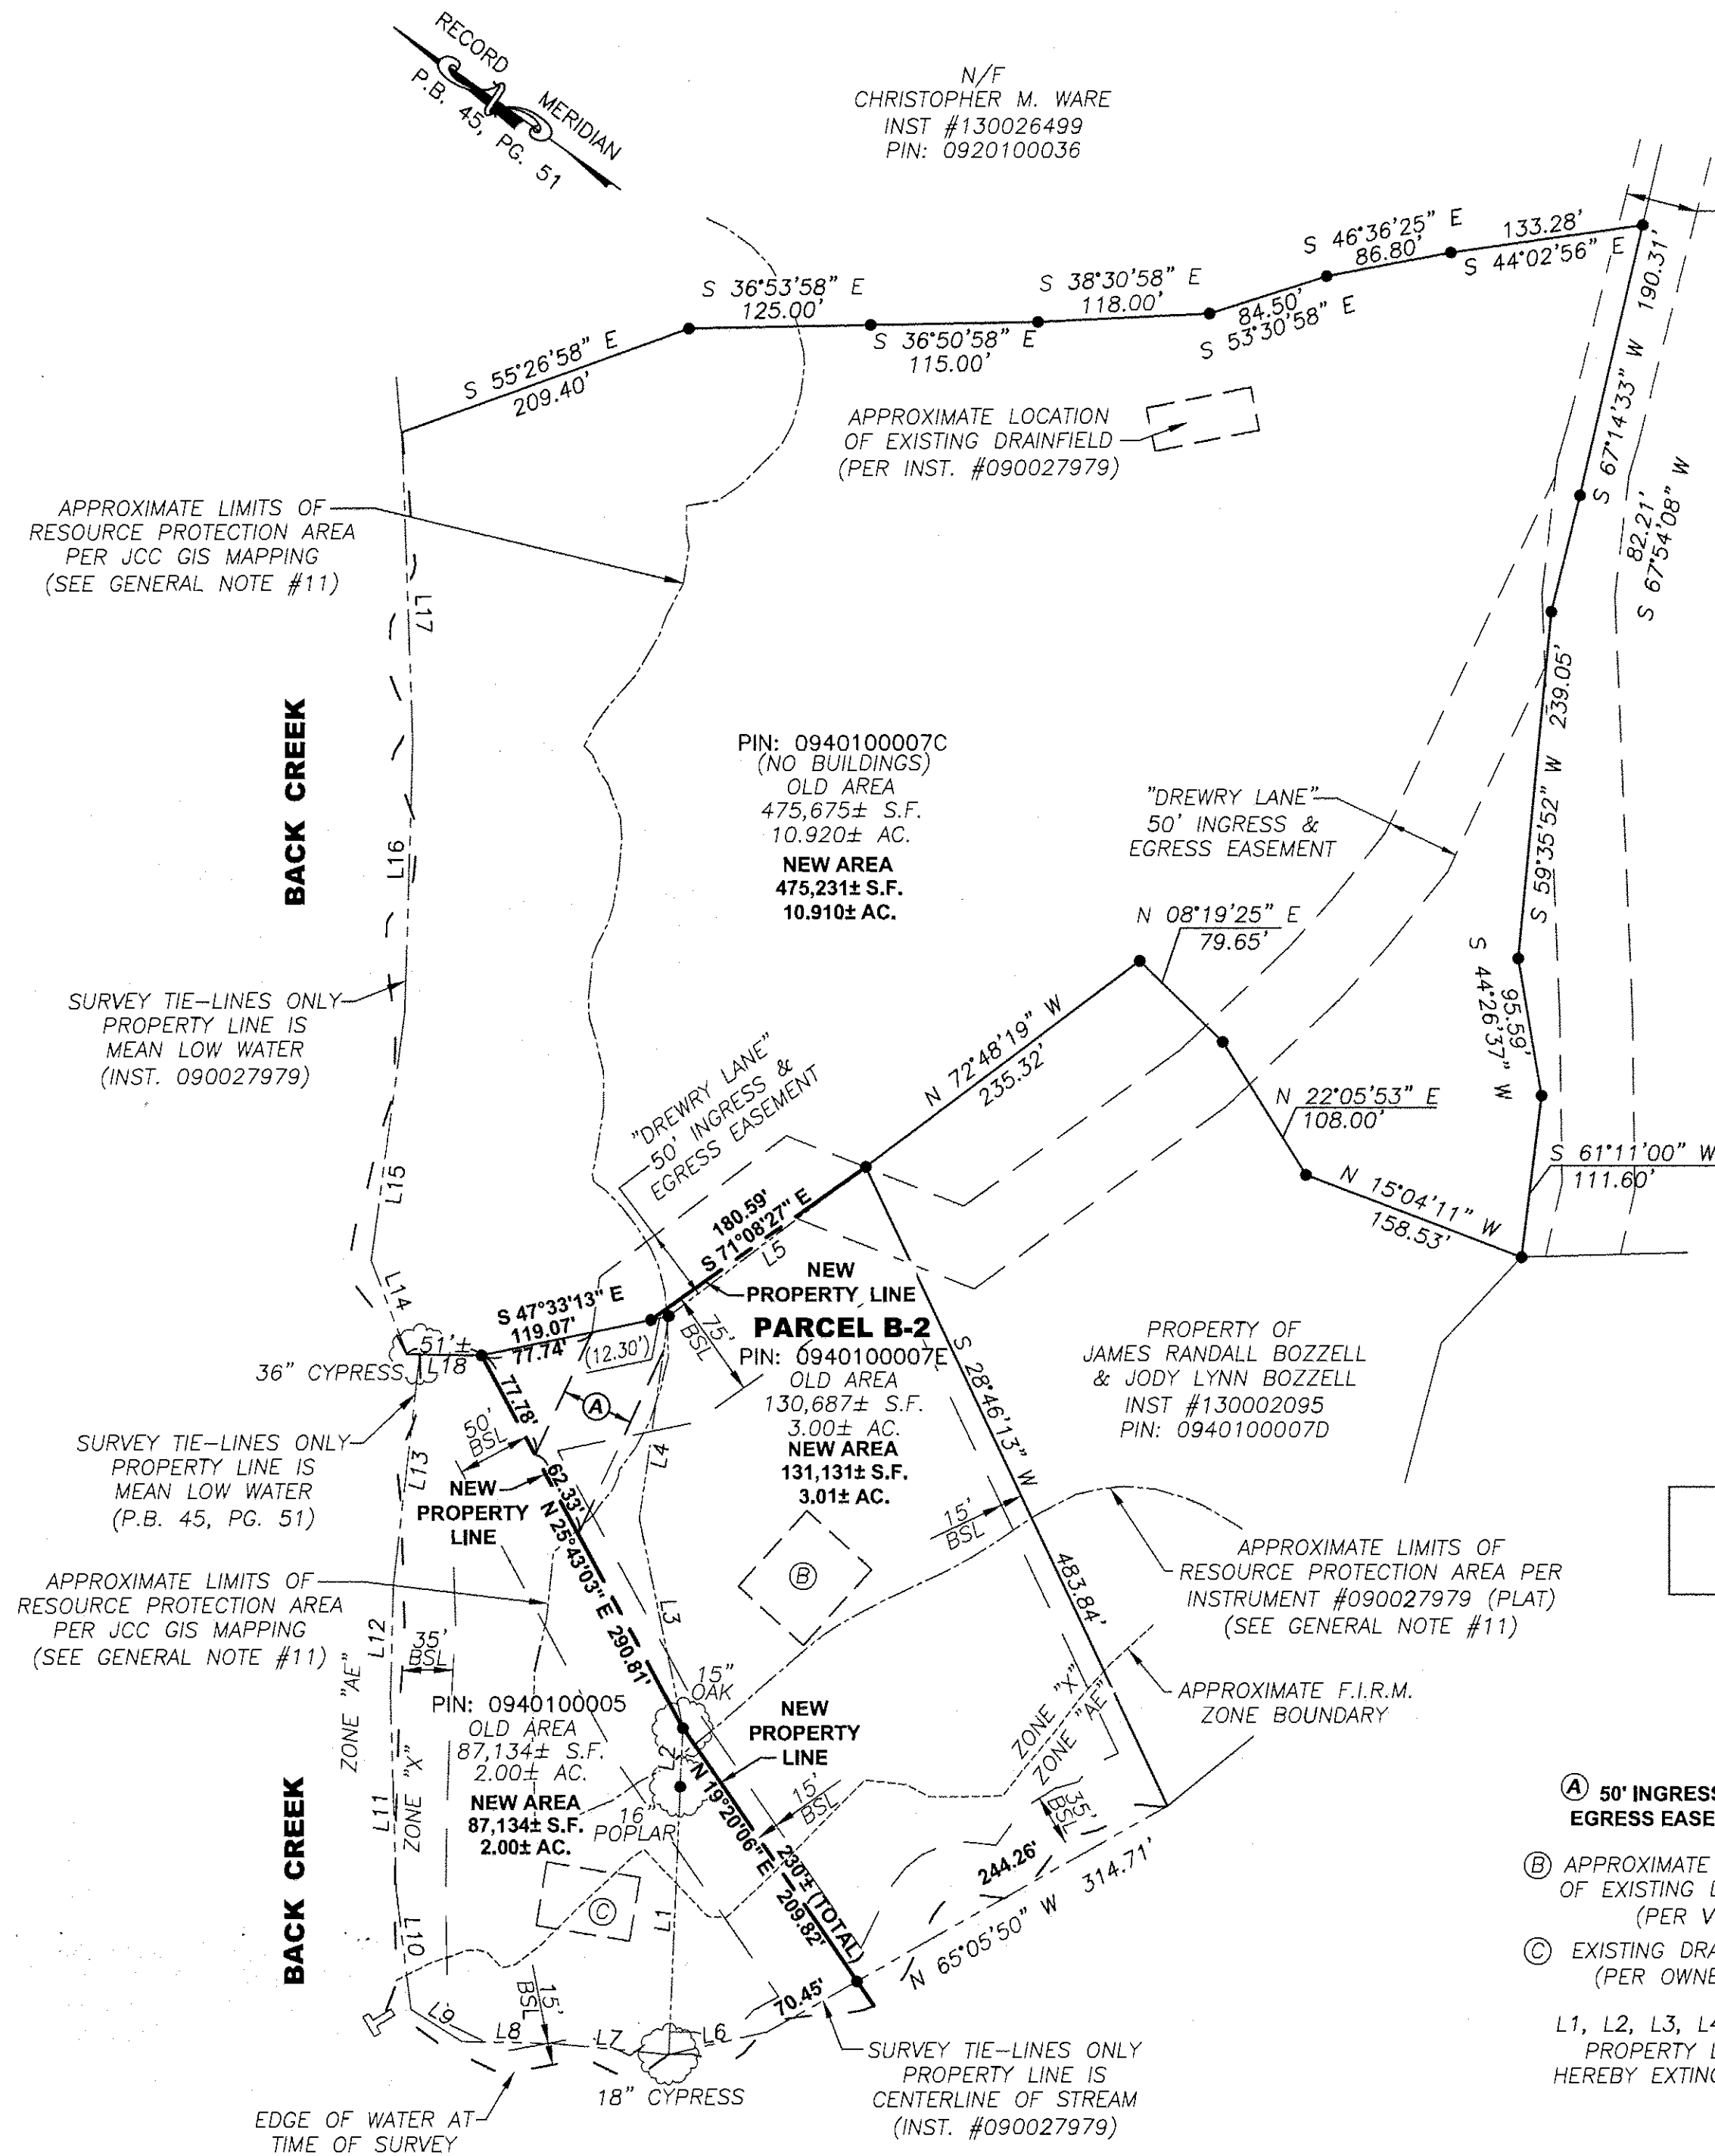 RECORD
MERIDIAN
P.B. 45, PG. 51
N/F
CHRISTOPHER M. WARE
INST #130026499
PIN: 0920100036
S 46°36'25" E
86.80'
133.28'
S 44°02'56" E
S 36°53'58" E
125.00'
S 38°30'58" E
118.00'
84.50'
S 53°30'58" E
S 36°50'58" E
115.00'
S 55°26'58" E
209.40'
S 67°14'33" W 190.31'
82.21'
S 67°54'08" W
APPROXIMATE LOCATION
OF EXISTING DRAINFIELD
(PER INST. #090027979)
APPROXIMATE LIMITS OF
RESOURCE PROTECTION AREA
PER JCC GIS MAPPING
(SEE GENERAL NOTE #11)
L17
BACK CREEK
PIN: 0940100007C
(NO BUILDINGS)
OLD AREA
475,675± S.F.
10.920± AC.
NEW AREA
475,231± S.F.
10.910± AC.
"DREWRY LANE"
50' INGRESS &
EGRESS EASEMENT
S 59°35'52" W 239.05'
L16
N 08°19'25" E
79.65'
S 44°26'37" W
95.59'
SURVEY TIE-LINES ONLY
PROPERTY LINE IS
MEAN LOW WATER
(INST. 090027979)
N 72°48'19" W
235.32'
"DREWRY LANE"
50' INGRESS &
EGRESS EASEMENT
N 22°05'53" E
108.00'
S 61°11'00" W
111.60'
N 15°04'11" W
158.53'
L15
180.59'
S 71°08'27" E
L5
L14
NEW
PROPERTY LINE
S 47°33'13" E
119.07'
77.74'
(12.30')
75'
BSL
51'±
L18
36" CYPRESS
PARCEL B-2
PIN: 0940100007E
OLD AREA
130,687± S.F.
3.00± AC.
NEW AREA
131,131± S.F.
3.01± AC.
PROPERTY OF
JAMES RANDALL BOZZELL
& JODY LYNN BOZZELL
INST #130002095
PIN: 0940100007D
S 28°46'13" W
483.84'
77.78'
A
50'
BSL
SURVEY TIE-LINES ONLY
PROPERTY LINE IS
MEAN LOW WATER
(P.B. 45, PG. 51)
L13
L4
NEW
PROPERTY
LINE
62.33'
N 25°43'03" E 290.81'
15'
BSL
B
APPROXIMATE LIMITS OF
RESOURCE PROTECTION AREA PER
INSTRUMENT #090027979 (PLAT)
(SEE GENERAL NOTE #11)
APPROXIMATE LIMITS OF
RESOURCE PROTECTION AREA
PER JCC GIS MAPPING
(SEE GENERAL NOTE #11)
L12
35'
BSL
L3
ZONE "AE"
ZONE "X"
15"
OAK
NEW
PROPERTY
LINE
ZONE "X"
ZONE "AE"
APPROXIMATE F.I.R.M.
ZONE BOUNDARY
PIN: 0940100005
OLD AREA
87,134± S.F.
2.00± AC.
NEW AREA
87,134± S.F.
2.00± AC.
L2
16"
POPLAR
N 19°20'06" E 209.82'
230'± (TOTAL)
15'
BSL
35'
BSL
BACK CREEK
L11
C
L1
L10
244.26'
N 65°05'50" W 314.71'
70.45'
L9
L8
15'
BSL
L7
L6
18" CYPRESS
SURVEY TIE-LINES ONLY
PROPERTY LINE IS
CENTERLINE OF STREAM
(INST. #090027979)
EDGE OF WATER AT
TIME OF SURVEY
A 50' INGRESS
EGRESS EASE
B APPROXIMATE
OF EXISTING
(PER V
C EXISTING DRA
(PER OWNE
L1, L2, L3, L4
PROPERTY L
HEREBY EXTING